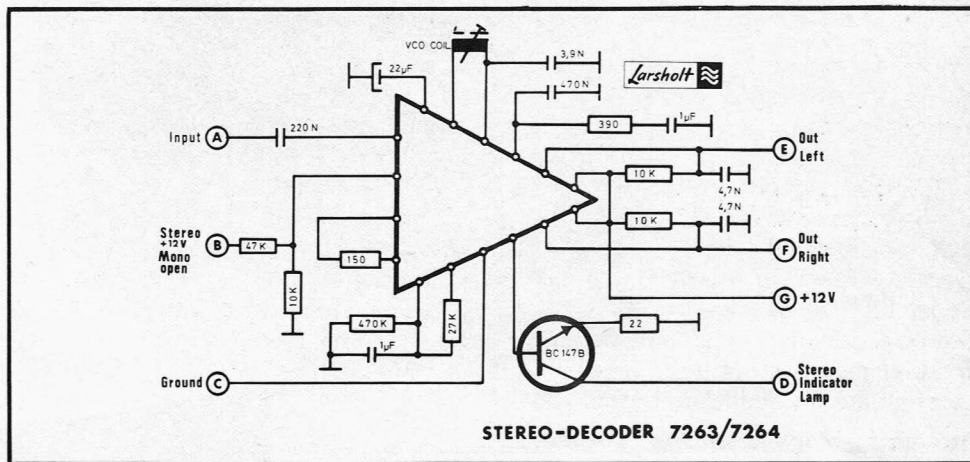 VCO COIL
3,9N
Larsholt
22µF
470N
390
1µF
Input A
220N
E Out
Left
10K
4,7N
4,7N
10K
Stereo
+12V
Mono
open
B
47K
F Out
Right
150
10K
G +12V
470K
27K
1µF
22
BC147B
Ground C
D Stereo
Indicator
Lamp
STEREO-DECODER 7263/7264